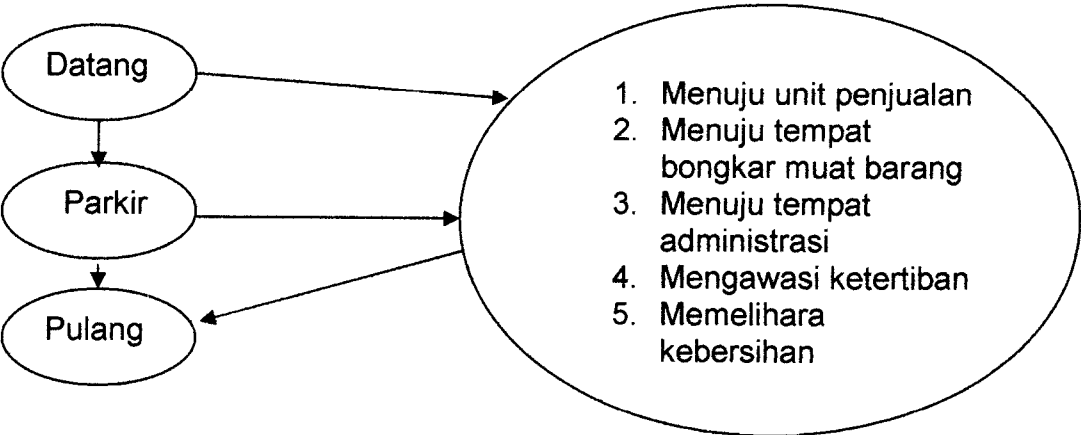 Datang
Parkir
Pulang
1. Menuju unit penjualan
2. Menuju tempat
bongkar muat barang
3. Menuju tempat
administrasi
4. Mengawasi ketertiban
5. Memelihara
kebersihan